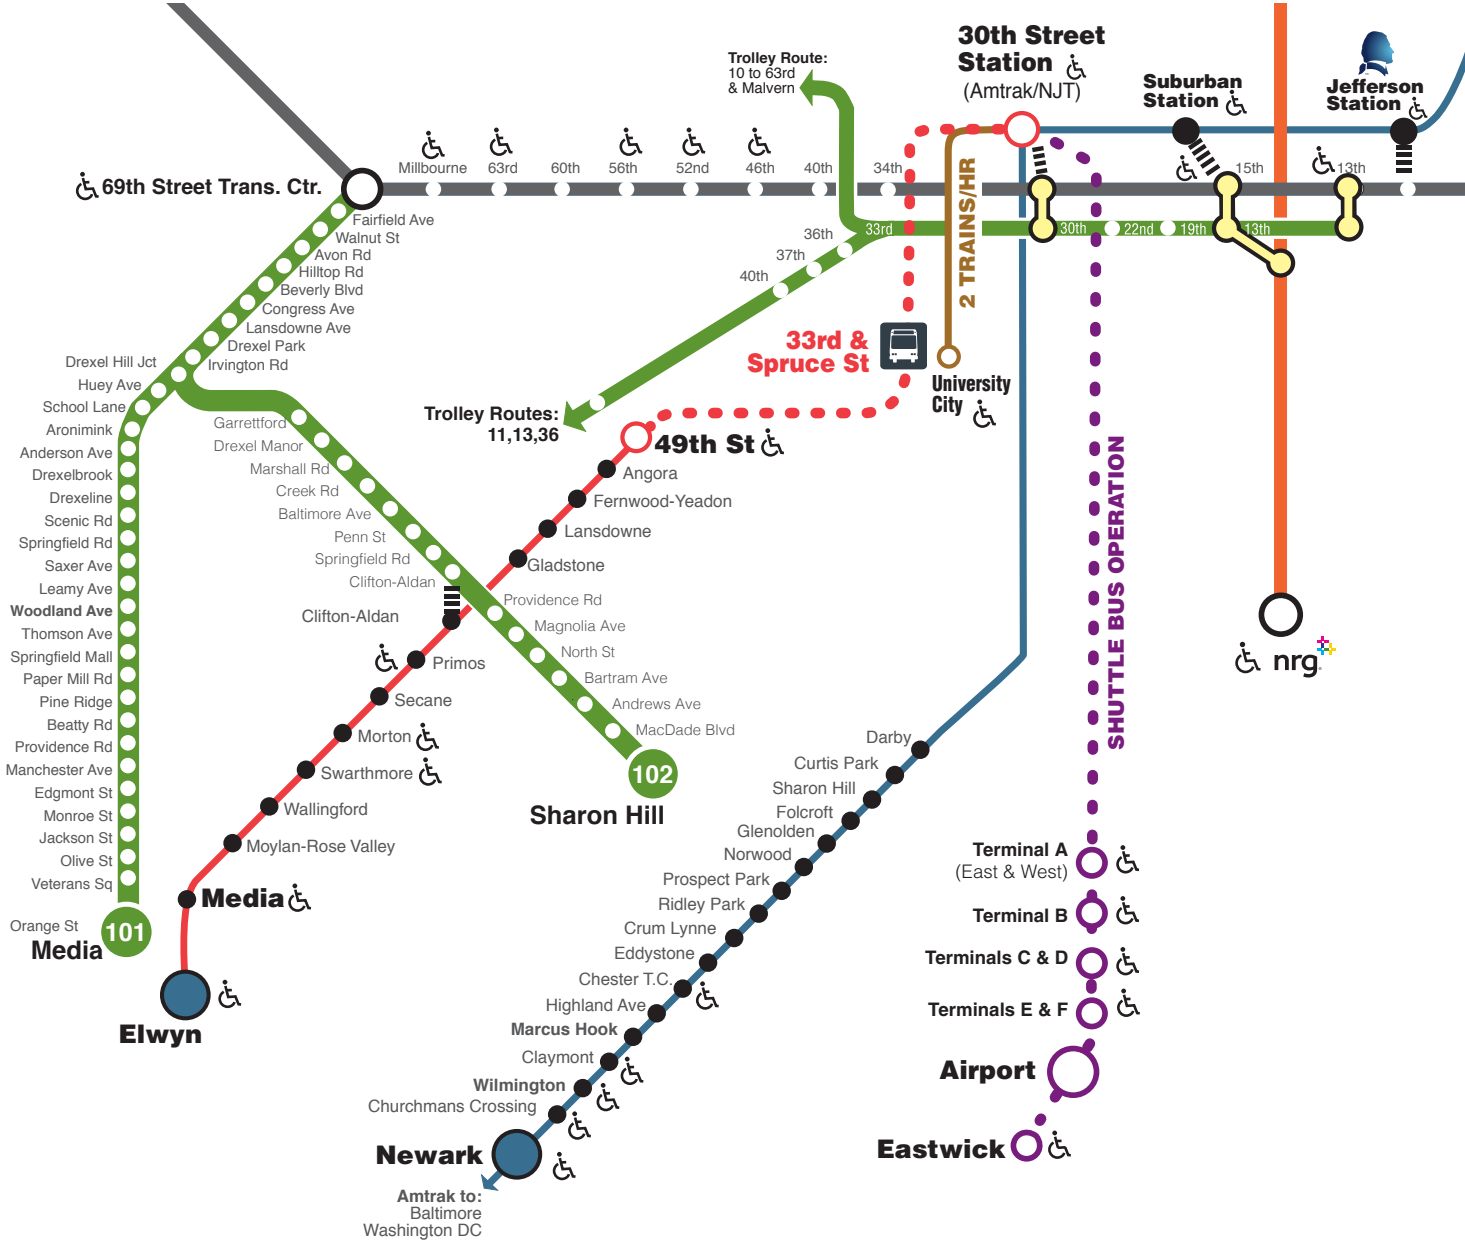 Trolley Route:
10 to 63rd
& Malvern
30th Street
Station
(Amtrak/NJT)
Suburban
Station
Jefferson
Station
69th Street Trans. Ctr.
Millbourne
63rd
60th
56th
52nd
46th
40th
34th
15th
13th
33rd
30th
22nd
19th
13th
36th
37th
40th
Trolley Routes:
11,13,36
2 TRAINS/HR
33rd &
Spruce St
University
City
49th St
Angora
Fernwood-Yeadon
Lansdowne
Gladstone
Clifton-Aldan
Primos
Secane
Morton
Swarthmore
Wallingford
Moylan-Rose Valley
Media
Elwyn
Fairfield Ave
Walnut St
Avon Rd
Hilltop Rd
Beverly Blvd
Congress Ave
Lansdowne Ave
Drexel Park
Irvington Rd
Drexel Hill Jct
Huey Ave
School Lane
Aronimink
Anderson Ave
Drexelbrook
Drexeline
Scenic Rd
Springfield Rd
Saxer Ave
Leamy Ave
Woodland Ave
Thomson Ave
Springfield Mall
Paper Mill Rd
Pine Ridge
Beatty Rd
Providence Rd
Manchester Ave
Edgmont St
Monroe St
Jackson St
Olive St
Veterans Sq
Orange St
Media
101
Garrettford
Drexel Manor
Marshall Rd
Creek Rd
Baltimore Ave
Penn St
Springfield Rd
Clifton-Aldan
Providence Rd
Magnolia Ave
North St
Bartram Ave
Andrews Ave
MacDade Blvd
102
Sharon Hill
Darby
Curtis Park
Sharon Hill
Folcroft
Glenolden
Norwood
Prospect Park
Ridley Park
Crum Lynne
Eddystone
Chester T.C.
Highland Ave
Marcus Hook
Claymont
Wilmington
Churchmans Crossing
Newark
Amtrak to:
Baltimore
Washington DC
SHUTTLE BUS OPERATION
Terminal A
(East & West)
Terminal B
Terminals C & D
Terminals E & F
Airport
Eastwick
nrg